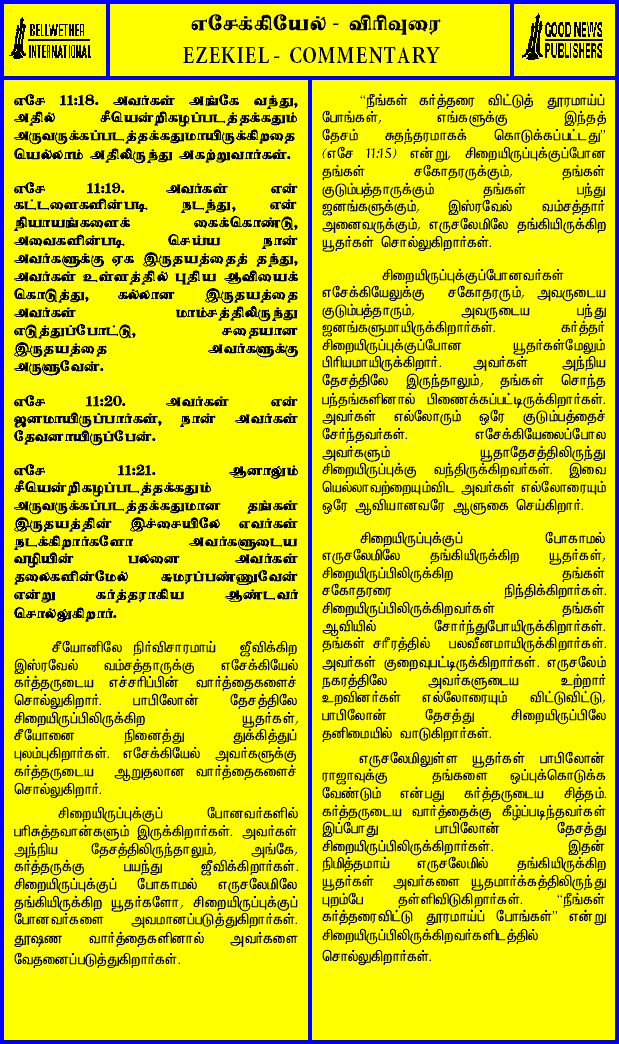 BELLWETHER
INTERNATIONAL
எசேக்கியேல் - விரிவுரை
EZEKIEL - COMMENTARY
GOOD NEWS
PUBLISHERS
எசே 11:18. அவர்கள் அங்கே வந்து,
அதில் சீயென்றிகழப்படத்தக்கதும்
அருவருக்கப்படத்தக்கதுமாயிருக்கிறதை
யெல்லாம் அதிலிருந்து அகற்றுவார்கள்.
எசே 11:19. அவர்கள் என்
கட்டளைகளின்படி நடந்து, என்
நியாயங்களைக் கைக்கொண்டு,
அவைகளின்படி செய்ய நான்
அவர்களுக்கு ஏக இருதயத்தைத் தந்து,
அவர்கள் உள்ளத்தில் புதிய ஆவியைக்
கொடுத்து, கல்லான இருதயத்தை
அவர்கள் மாம்சத்திலிருந்து
எடுத்துப்போட்டு, சதையான
இருதயத்தை அவர்களுக்கு
அருளுவேன்.
எசே 11:20. அவர்கள் என்
ஜனமாயிருப்பார்கள், நான் அவர்கள்
தேவனாயிருப்பேன்.
எசே 11:21. ஆனாலும்
சீயென்றிகழப்படத்தக்கதும்
அருவருக்கப்படத்தக்கதுமான தங்கள்
இருதயத்தின் இச்சையிலே எவர்கள்
நடக்கிறார்களோ அவர்களுடைய
வழியின் பலனை அவர்கள்
தலைகளின்மேல் சுமரப்பண்ணுவேன்
என்று கர்த்தராகிய ஆண்டவர்
சொல்லுகிறார்.
சீயோனிலே நிர்விசாரமாய் ஜீவிக்கிற
இஸ்ரவேல் வம்சத்தாருக்கு எசேக்கியேல்
கர்த்தருடைய எச்சரிப்பின் வார்த்தைகளைச்
சொல்லுகிறார். பாபிலோன் தேசத்திலே
சிறையிருப்பிலிருக்கிற யூதர்கள்,
சீயோனை நினைத்து துக்கித்துப்
புலம்புகிறார்கள். எசேக்கியேல் அவர்களுக்கு
கர்த்தருடைய ஆறுதலான வார்த்தைகளைச்
சொல்லுகிறார்.
சிறையிருப்புக்குப் போனவர்களில்
பரிசுத்தவான்களும் இருக்கிறார்கள். அவர்கள்
அந்நிய தேசத்திலிருந்தாலும், அங்கே,
கர்த்தருக்கு பயந்து ஜீவிக்கிறார்கள்.
சிறையிருப்புக்குப் போகாமல் எருசலேமிலே
தங்கியிருக்கிற யூதர்களோ, சிறையிருப்புக்குப்
போனவர்களை அவமானப்படுத்துகிறார்கள்.
தூஷண வார்த்தைகளினால் அவர்களை
வேதனைப்படுத்துகிறார்கள்.
“நீங்கள் கர்த்தரை விட்டுத் தூரமாய்ப்
போங்கள், எங்களுக்கு இந்தத்
தேசம் சுதந்தரமாகக் கொடுக்கப்பட்டது”
(எசே 11:15) என்று, சிறையிருப்புக்குப்போன
தங்கள் சகோதரருக்கும், தங்கள்
குடும்பத்தாருக்கும் தங்கள் பந்து
ஜனங்களுக்கும், இஸ்ரவேல் வம்சத்தார்
அனைவருக்கும், எருசலேமிலே தங்கியிருக்கிற
யூதர்கள் சொல்லுகிறார்கள்.
சிறையிருப்புக்குப்போனவர்கள்
எசேக்கியேலுக்கு சகோதரரும், அவருடைய
குடும்பத்தாரும், அவருடைய பந்து
ஜனங்களுமாயிருக்கிறார்கள். கர்த்தர்
சிறையிருப்புக்குப்போன யூதர்கள்மேலும்
பிரியமாயிருக்கிறார். அவர்கள் அந்நிய
தேசத்திலே இருந்தாலும், தங்கள் சொந்த
பந்தங்களினால் பிணைக்கப்பட்டிருக்கிறார்கள்.
அவர்கள் எல்லோரும் ஒரே குடும்பத்தைச்
சேர்ந்தவர்கள். எசேக்கியேலைப்போல
அவர்களும் யூதாதேசத்திலிருந்து
சிறையிருப்புக்கு வந்திருக்கிறவர்கள். இவை
யெல்லாவற்றையும்விட அவர்கள் எல்லோரையும்
ஒரே ஆவியானவரே ஆளுகை செய்கிறார்.
சிறையிருப்புக்குப் போகாமல்
எருசலேமிலே தங்கியிருக்கிற யூதர்கள்,
சிறையிருப்பிலிருக்கிற தங்கள்
சகோதரரை நிந்திக்கிறார்கள்.
சிறையிருப்பிலிருக்கிறவர்கள் தங்கள்
ஆவியில் சோர்ந்துபோயிருக்கிறார்கள்.
தங்கள் சரீரத்தில் பலவீனமாயிருக்கிறார்கள்.
அவர்கள் குறைவுபட்டிருக்கிறார்கள். எருசலேம்
நகரத்திலே அவர்களுடைய உற்றார்
உறவினர்கள் எல்லோரையும் விட்டுவிட்டு,
பாபிலோன் தேசத்து சிறையிருப்பிலே
தனிமையில் வாடுகிறார்கள்.
எருசலேமிலுள்ள யூதர்கள் பாபிலோன்
ராஜாவுக்கு தங்களை ஒப்புக்கொடுக்க
வேண்டும் என்பது கர்த்தருடைய சித்தம்.
கர்த்தருடைய வார்த்தைக்கு கீழ்ப்படிந்தவர்கள்
இப்போது பாபிலோன் தேசத்து
சிறையிருப்பிலிருக்கிறார்கள். இதன்
நிமித்தமாய் எருசலேமில் தங்கியிருக்கிற
யூதர்கள் அவர்களை யூதமார்க்கத்திலிருந்து
புறம்பே தள்ளிவிடுகிறார்கள். “நீங்கள்
கர்த்தரைவிட்டு தூரமாய்ப் போங்கள்” என்று
சிறையிருப்பிலிருக்கிறவர்களிடத்தில்
சொல்லுகிறார்கள்.